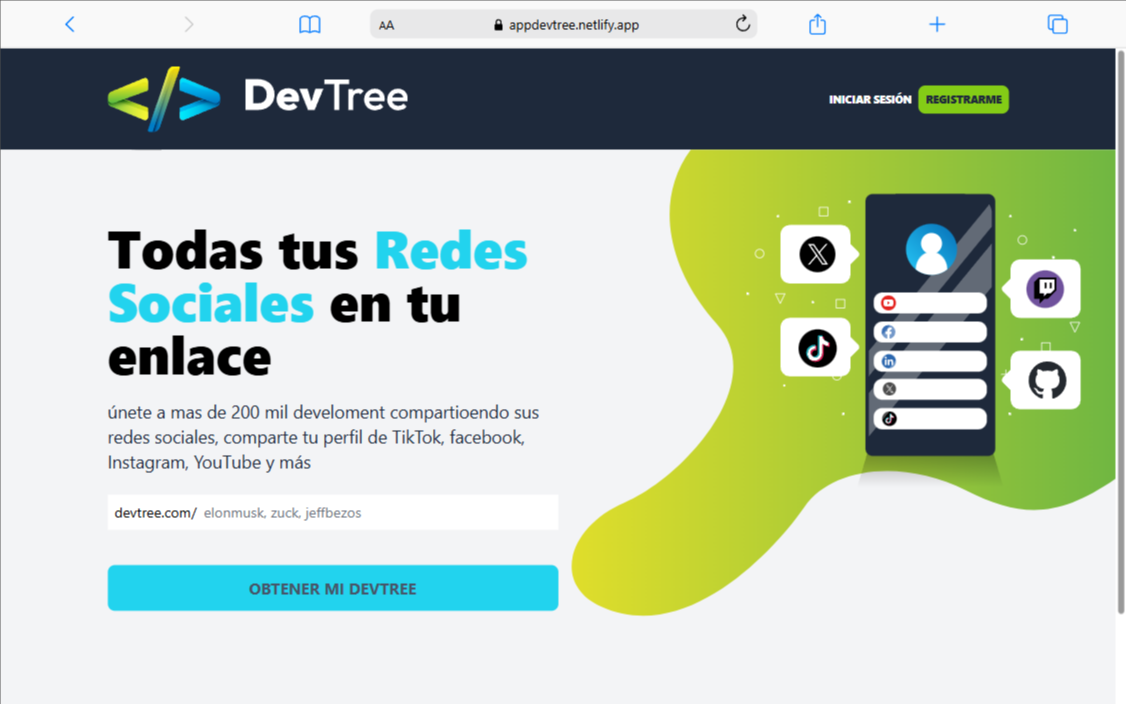 AA
appdevtree.netlify.app
</> DevTree
INICIAR SESIÓN
REGISTRARME
Todas tus Redes
Sociales en tu
enlace
únete a mas de 200 mil develoment compartioendo sus
redes sociales, comparte tu perfil de TikTok, facebook,
Instagram, YouTube y más
devtree.com/ elonmusk, zuck, jeffbezos
OBTENER MI DEVTREE